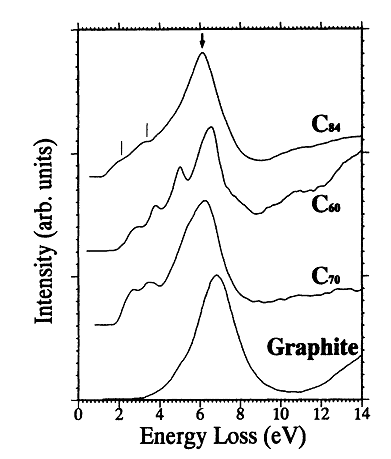 Intensity (arb. units)
C₈₄
C₆₀
C₇₀
Graphite
0 2 4 6 8 10 12 14
Energy Loss (eV)